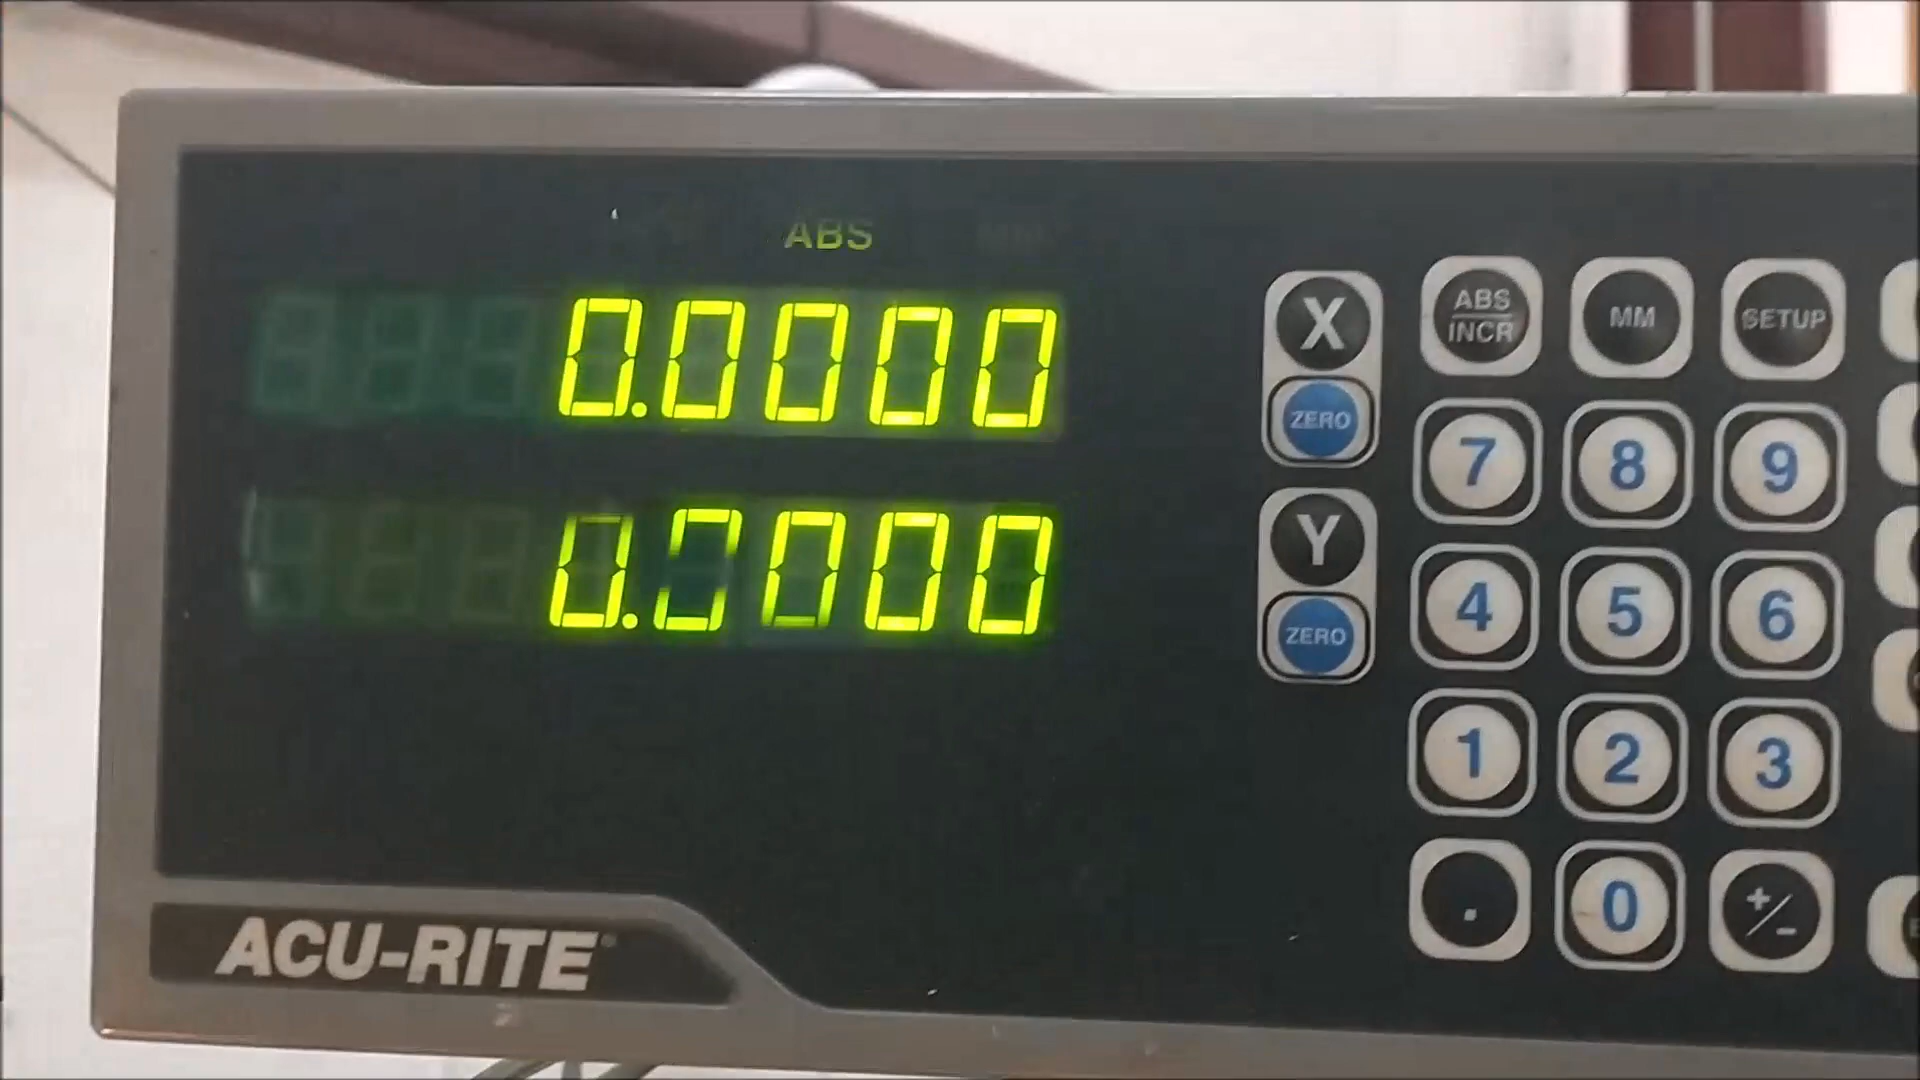 ABS
0.0000
0.0000
X
ZERO
Y
ZERO
ABS
INCR
MM
SETUP
7 8 9
4 5 6
1 2 3
. 0 +/-
ACU-RITE